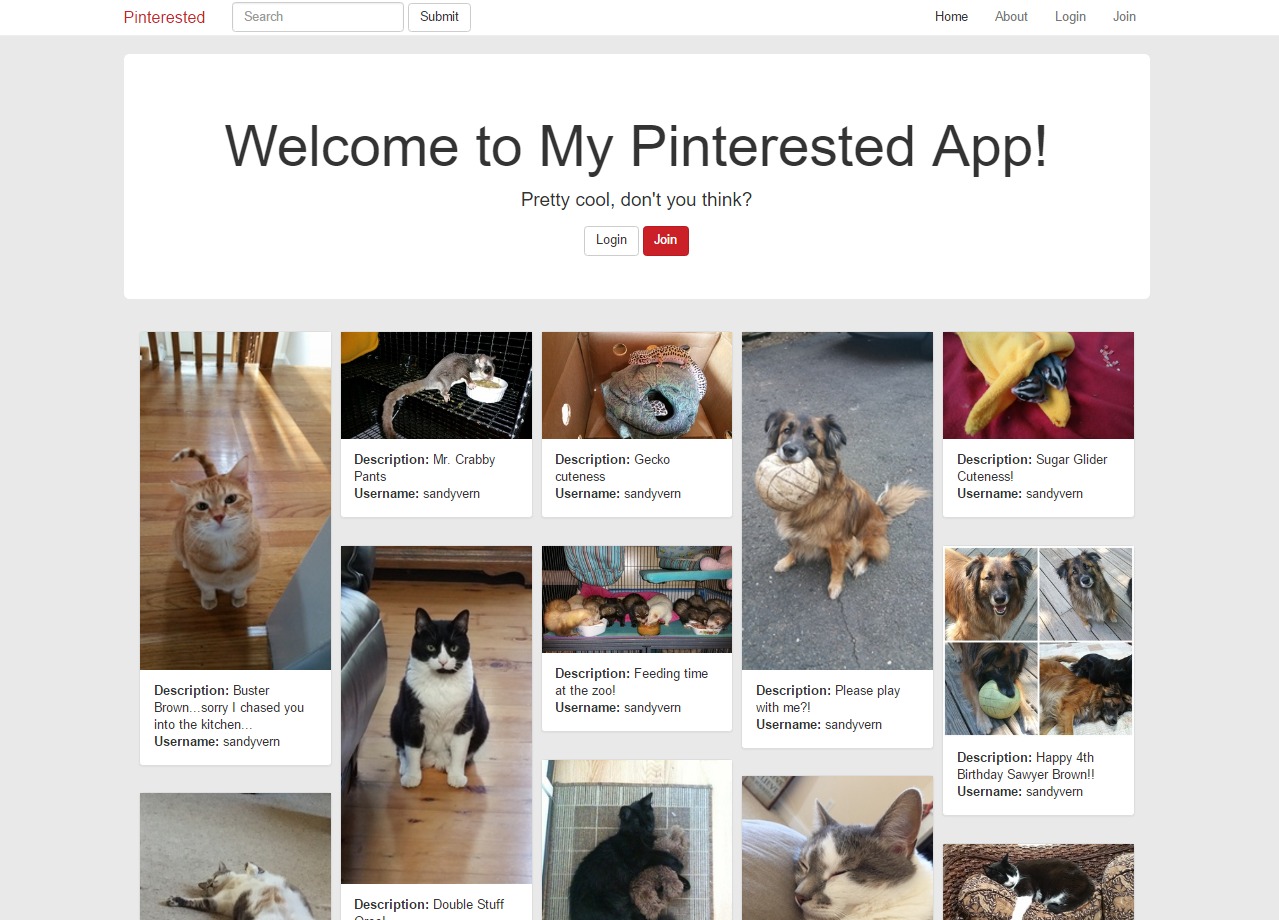 Pinterested
Search
Submit
Home
About
Login
Join
Welcome to My Pinterested App!
Pretty cool, don't you think?
Login
Join
Description: Buster
Brown...sorry I chased you
into the kitchen...
Username: sandyvern
Description: Mr. Crabby
Pants
Username: sandyvern
Description: Double Stuff
Oreo!
Description: Gecko
cuteness
Username: sandyvern
Description: Feeding time
at the zoo!
Username: sandyvern
Description: Please play
with me?!
Username: sandyvern
Description: Sugar Glider
Cuteness!
Username: sandyvern
Description: Happy 4th
Birthday Sawyer Brown!!
Username: sandyvern